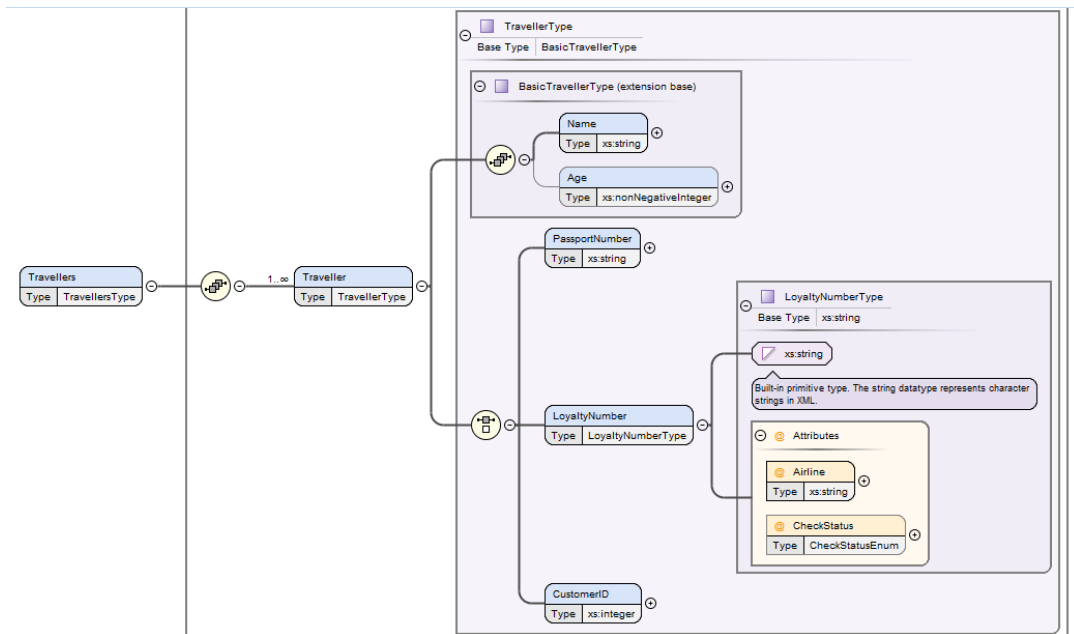 TravellerType
Base Type BasicTravellerType
BasicTravellerType (extension base)
Name
Type xs:string
Age
Type xs:nonNegativeInteger
PassportNumber
Type xs:string
Travellers
Type TravellersType
1..∞
Traveller
Type TravellerType
LoyaltyNumberType
Base Type xs:string
xs:string
Built-in primitive type. The string datatype represents character
strings in XML.
LoyaltyNumber
Type LoyaltyNumberType
@ Attributes
@ Airline
Type xs:string
@ CheckStatus
Type CheckStatusEnum
CustomerID
Type xs:integer